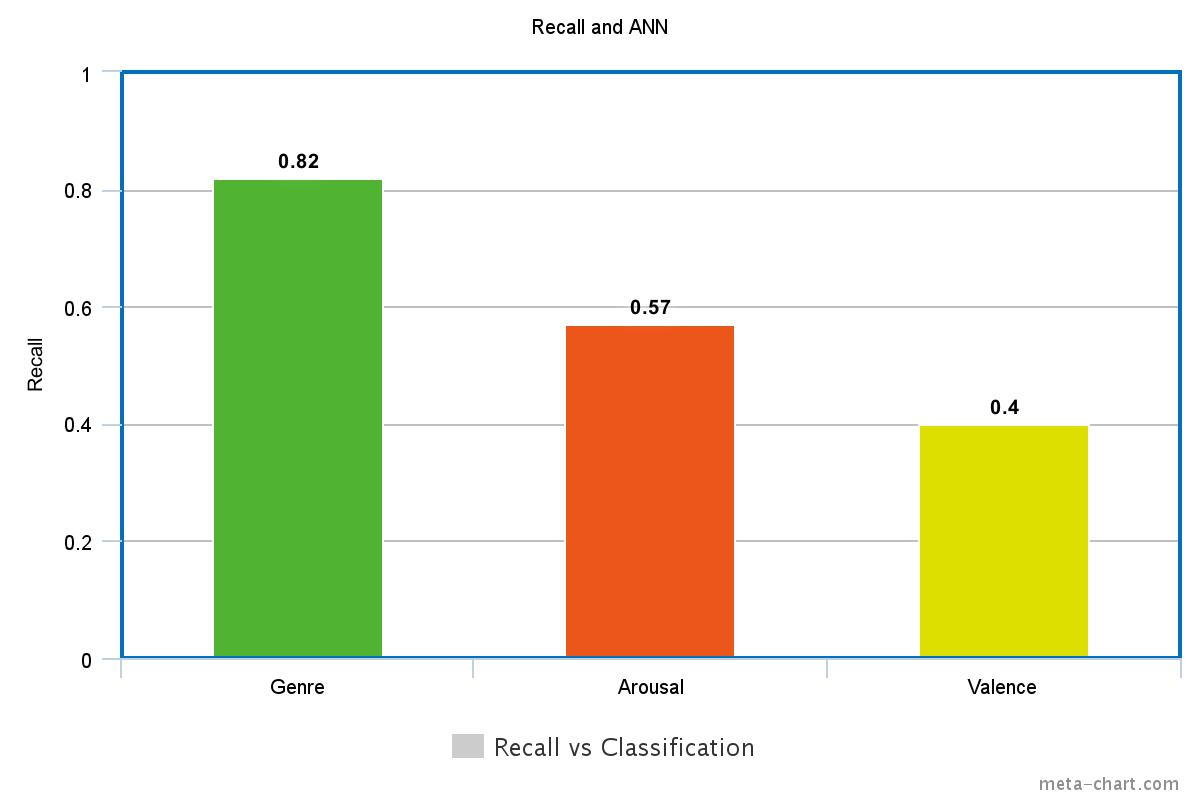 Recall and ANN
1
0.8
0.6
0.4
0.2
0
Recall
0.82
0.57
0.4
Genre
Arousal
Valence
Recall vs Classification
meta-chart.com